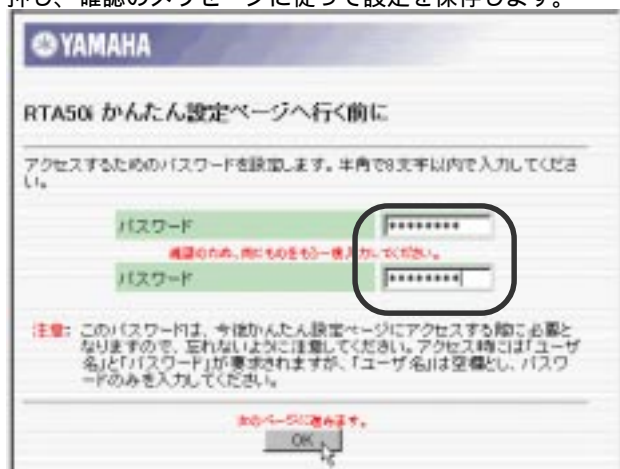 押し、確認のメッセージに従って設定を保存します。
YAMAHA
RTA50i かんたん設定ページへ行く前に
アクセスするためのパスワードを設定します。半角で8文字以内で入力してくださ
い。
パスワード ********
確認のため、同じものをもう一度入力してください。
パスワード ********
注意: このパスワードは、今後かんたん設定ページにアクセスする際に必要と
なりますので、忘れないように注意してください。アクセス時には「ユーザ
名」と「パスワード」が要求されますが、「ユーザ名」は空欄とし、パスワ
ードのみを入力してください。
次のページに進みます。
OK